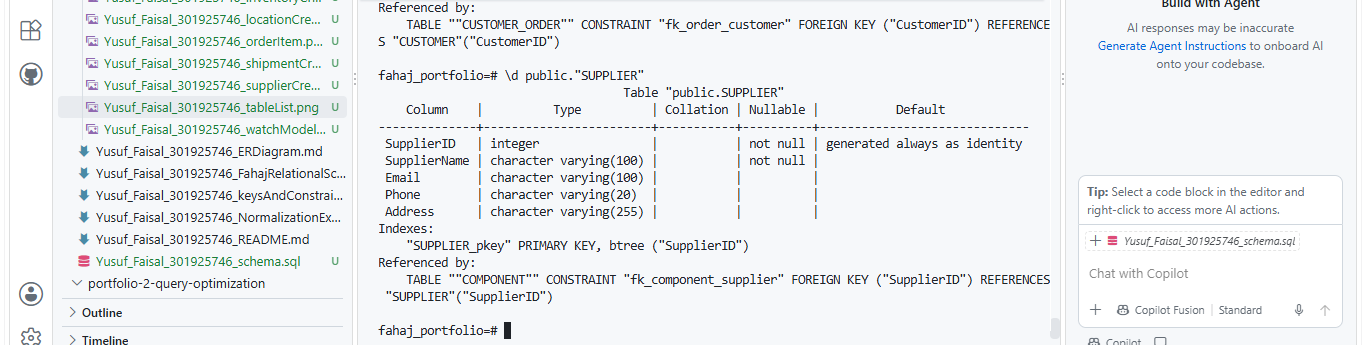 Yusuf_Faisal_301925746_locationCre... U
Yusuf_Faisal_301925746_orderItem.p... U
Yusuf_Faisal_301925746_shipmentCr... U
Yusuf_Faisal_301925746_supplierCrea... U
Yusuf_Faisal_301925746_tableList.png U
Yusuf_Faisal_301925746_watchModel... U
Yusuf_Faisal_301925746_ERDiagram.md
Yusuf_Faisal_301925746_FahajRelationalSc...
Yusuf_Faisal_301925746_keysAndConstrai...
Yusuf_Faisal_301925746_NormalizationEx...
Yusuf_Faisal_301925746_README.md
Yusuf_Faisal_301925746_schema.sql U
portfolio-2-query-optimization
Outline
Timeline
Referenced by:
TABLE ""CUSTOMER_ORDER"" CONSTRAINT "fk_order_customer" FOREIGN KEY ("CustomerID") REFERENCE
S "CUSTOMER"("CustomerID")
fahaj_portfolio=# \d public."SUPPLIER"
Table "public.SUPPLIER"
Column | Type | Collation | Nullable | Default
--------------+------------------------+-----------+----------+------------------------------
SupplierID | integer | | not null | generated always as identity
SupplierName | character varying(100) | | not null |
Email | character varying(100) | | |
Phone | character varying(20) | | |
Address | character varying(255) | | |
Indexes:
"SUPPLIER_pkey" PRIMARY KEY, btree ("SupplierID")
Referenced by:
TABLE ""COMPONENT"" CONSTRAINT "fk_component_supplier" FOREIGN KEY ("SupplierID") REFERENCES
"SUPPLIER"("SupplierID")
fahaj_portfolio=#
Build with Agent
AI responses may be inaccurate
Generate Agent Instructions to onboard AI
onto your codebase.
Tip: Select a code block in the editor and
right-click to access more AI actions.
+ Yusuf_Faisal_301925746_schema.sql
Chat with Copilot
+ Copilot Fusion | Standard
Copilot